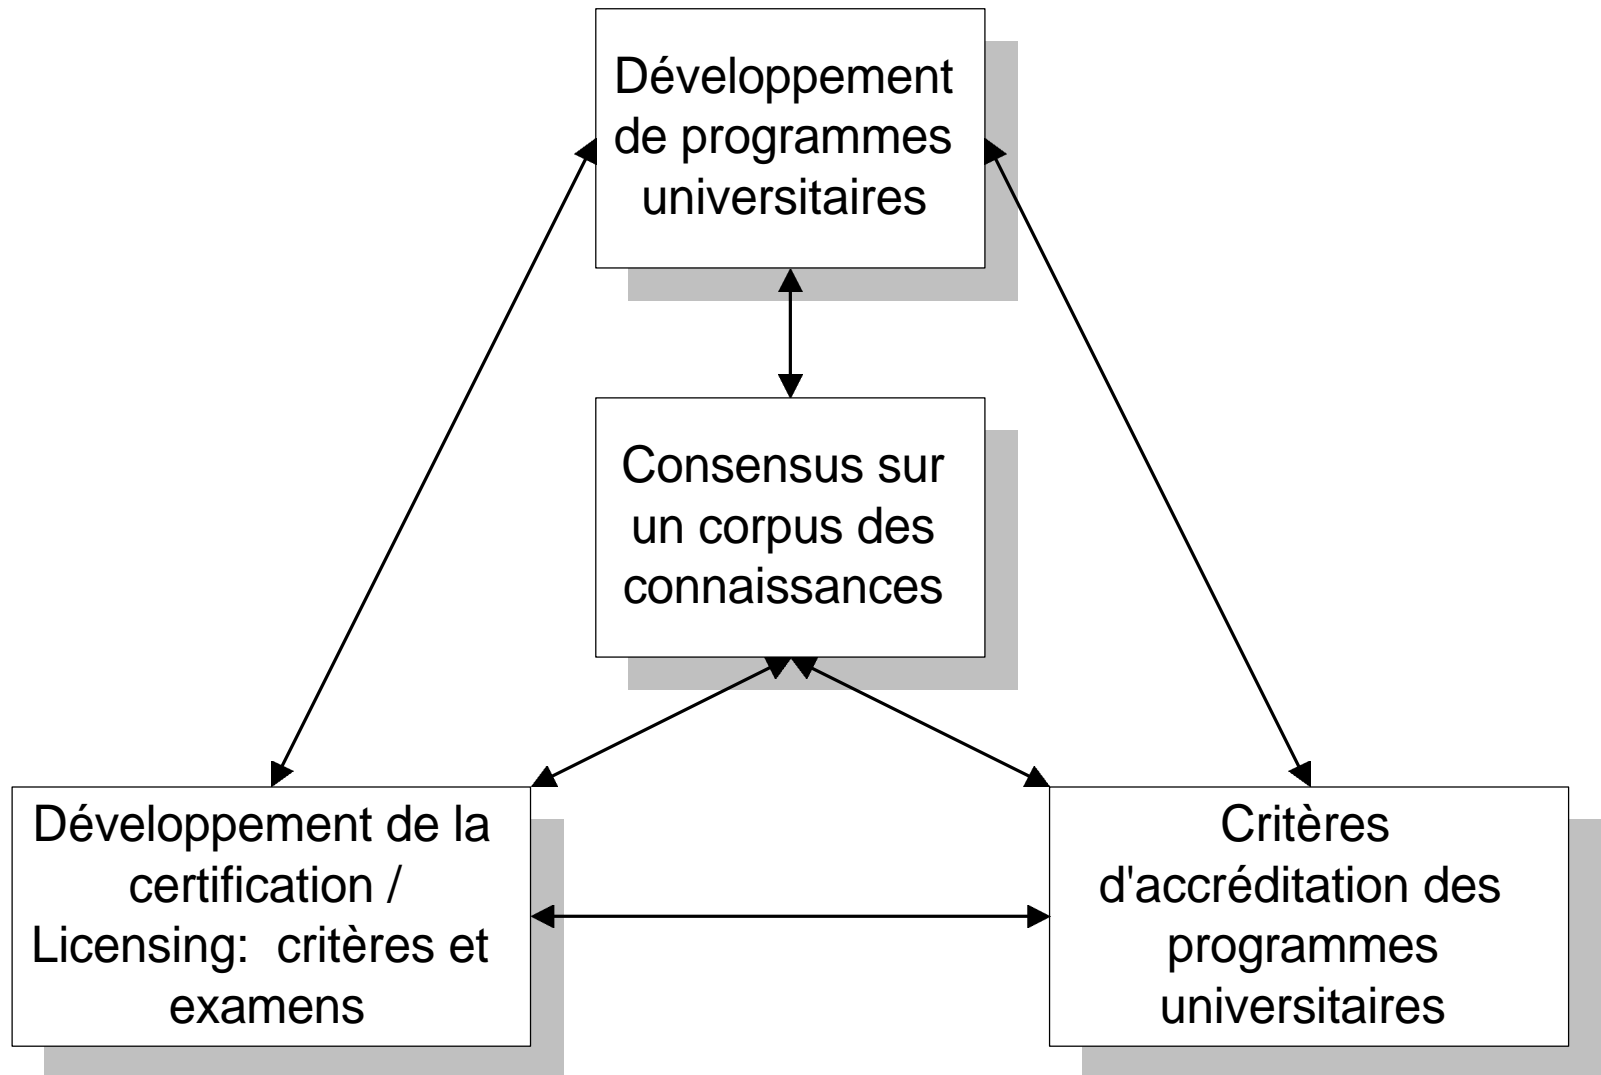 Développement
de programmes
universitaires
Consensus sur
un corpus des
connaissances
Développement de la
certification /
Licensing:  critères et
examens
Critères
d'accréditation des
programmes
universitaires